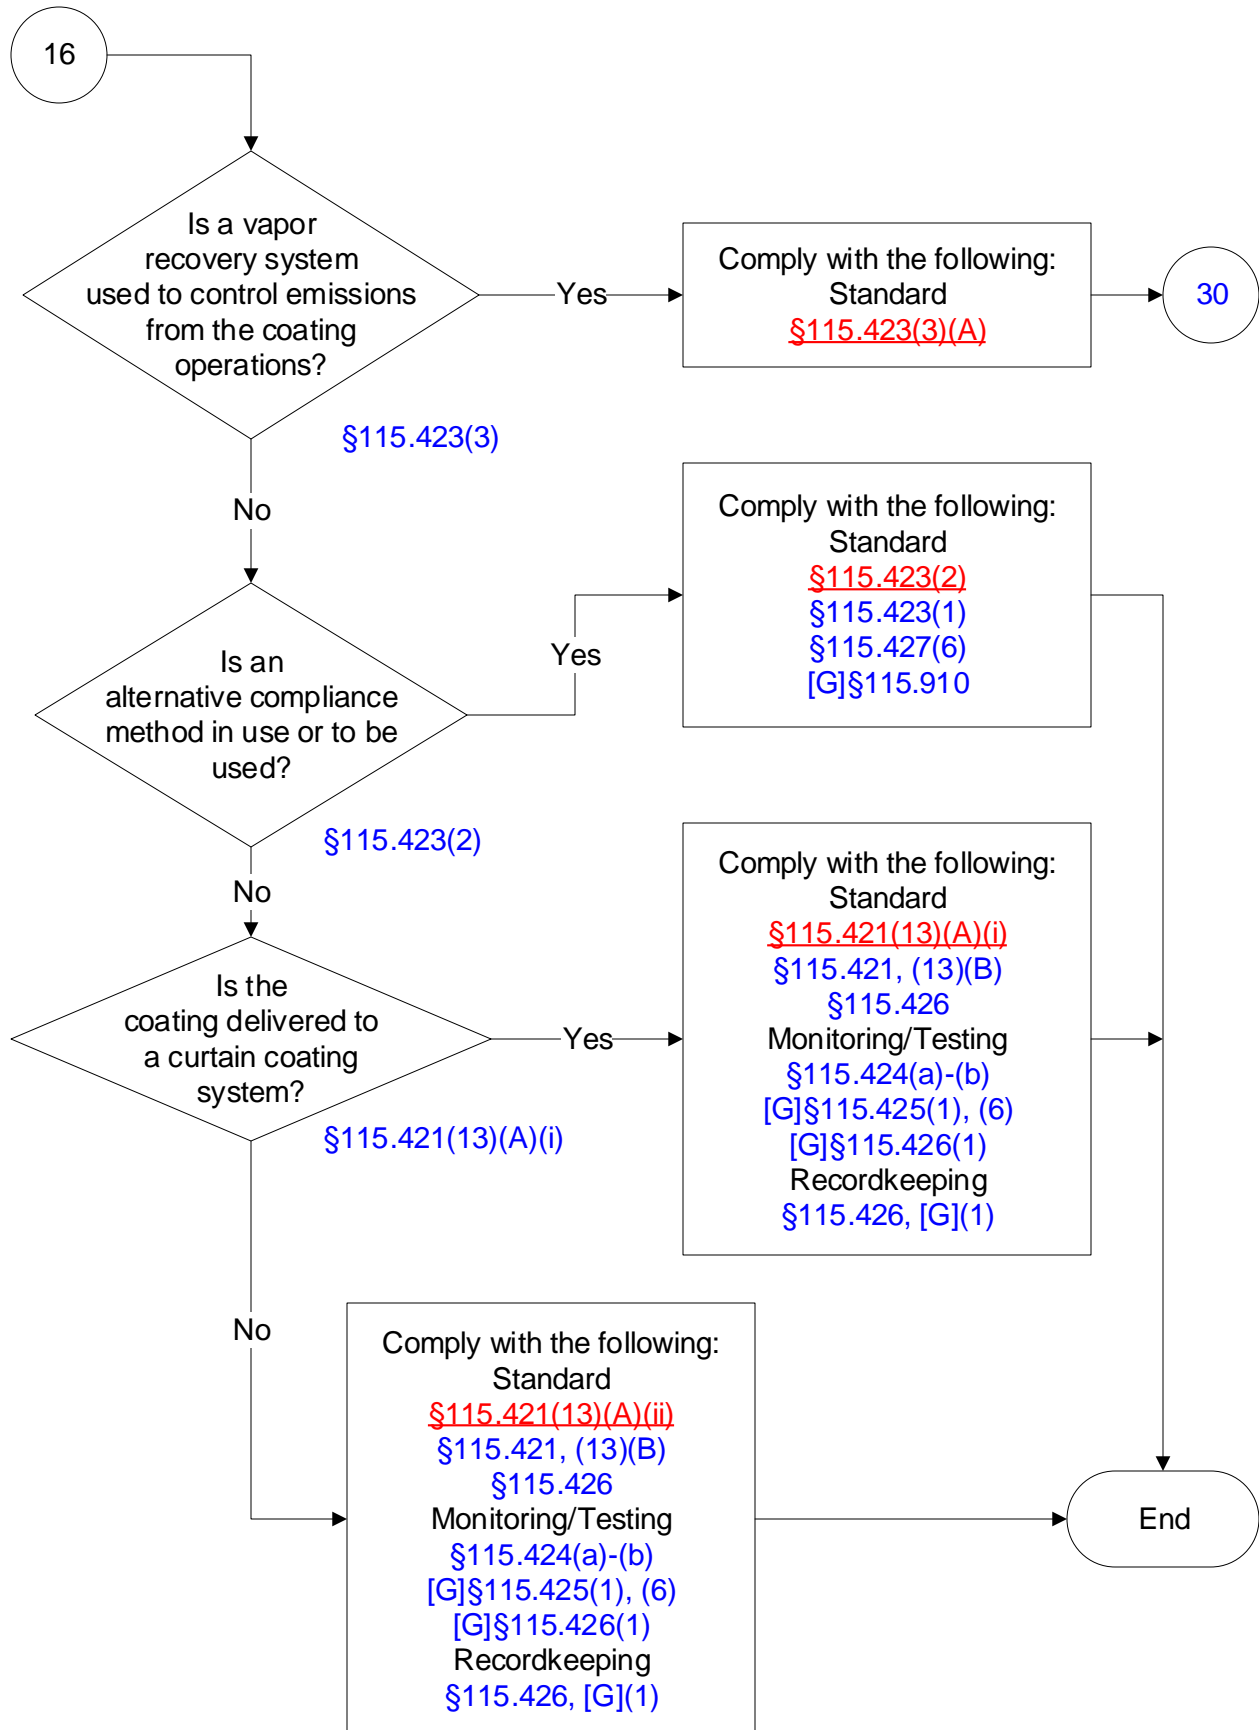 16
Is a vapor
recovery system
used to control emissions
from the coating
operations?
Yes
Comply with the following:
Standard
§115.423(3)(A)
30
§115.423(3)
No
Is an
alternative compliance
method in use or to be
used?
Yes
Comply with the following:
Standard
§115.423(2)
§115.423(1)
§115.427(6)
[G]§115.910
§115.423(2)
No
Is the
coating delivered to
a curtain coating
system?
Yes
Comply with the following:
Standard
§115.421(13)(A)(i)
§115.421, (13)(B)
§115.426
Monitoring/Testing
§115.424(a)-(b)
[G]§115.425(1), (6)
[G]§115.426(1)
Recordkeeping
§115.426, [G](1)
§115.421(13)(A)(i)
No
Comply with the following:
Standard
§115.421(13)(A)(ii)
§115.421, (13)(B)
§115.426
Monitoring/Testing
§115.424(a)-(b)
[G]§115.425(1), (6)
[G]§115.426(1)
Recordkeeping
§115.426, [G](1)
End